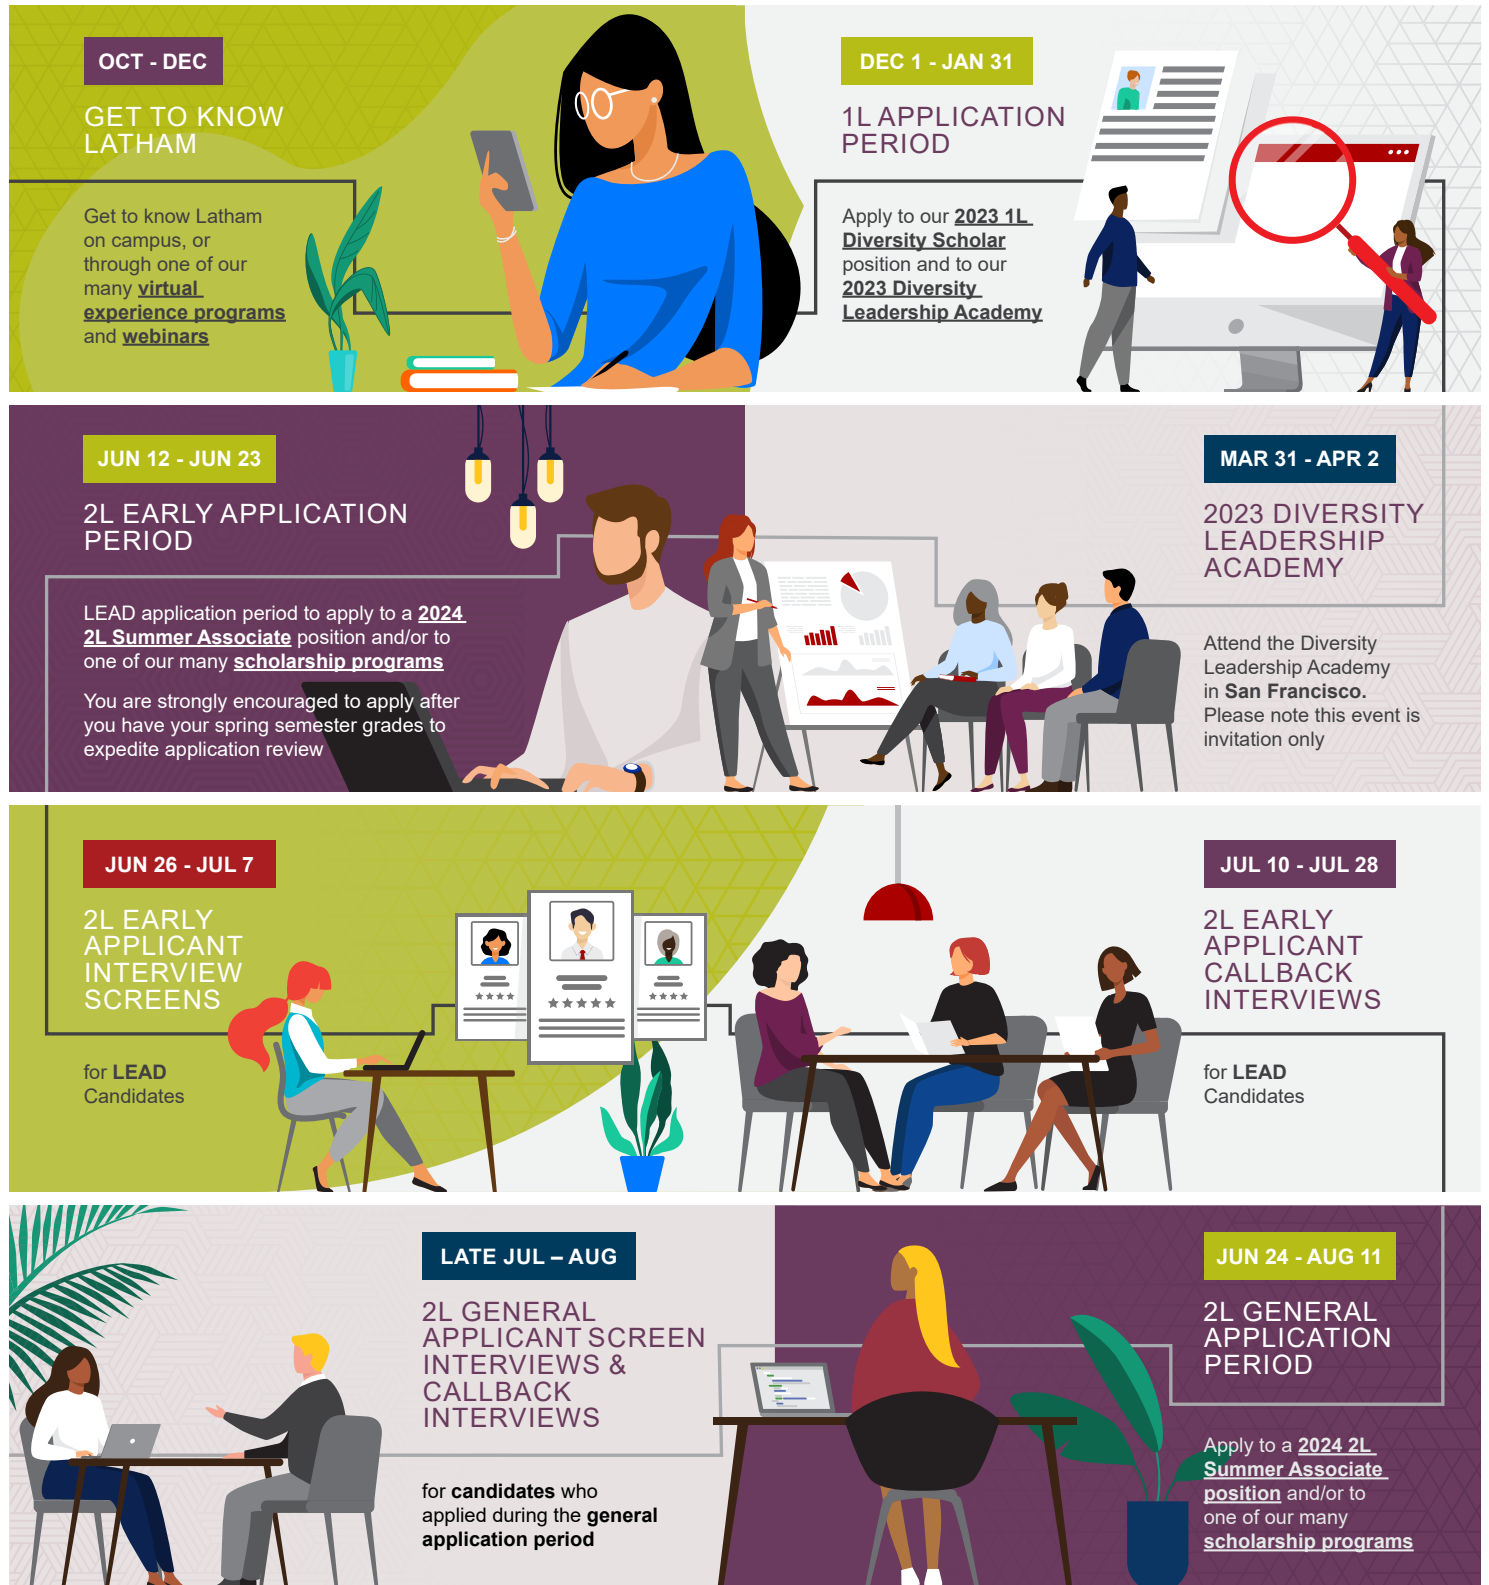 OCT - DEC
GET TO KNOW
LATHAM
Get to know Latham
on campus, or
through one of our
many virtual
experience programs
and webinars
DEC 1 - JAN 31
1L APPLICATION
PERIOD
Apply to our 2023 1L
Diversity Scholar
position and to our
2023 Diversity
Leadership Academy
MAR 31 - APR 2
2023 DIVERSITY
LEADERSHIP
ACADEMY
Attend the Diversity
Leadership Academy
in San Francisco.
Please note this event is
invitation only
JUN 12 - JUN 23
2L EARLY APPLICATION
PERIOD
LEAD application period to apply to a 2024
2L Summer Associate position and/or to
one of our many scholarship programs
You are strongly encouraged to apply after
you have your spring semester grades to
expedite application review
JUN 26 - JUL 7
2L EARLY
APPLICANT
INTERVIEW
SCREENS
for LEAD
Candidates
JUL 10 - JUL 28
2L EARLY
APPLICANT
CALLBACK
INTERVIEWS
for LEAD
Candidates
JUN 24 - AUG 11
2L GENERAL
APPLICATION
PERIOD
Apply to a 2024 2L
Summer Associate
position and/or to
one of our many
scholarship programs
LATE JUL – AUG
2L GENERAL
APPLICANT SCREEN
INTERVIEWS &
CALLBACK
INTERVIEWS
for candidates who
applied during the general
application period